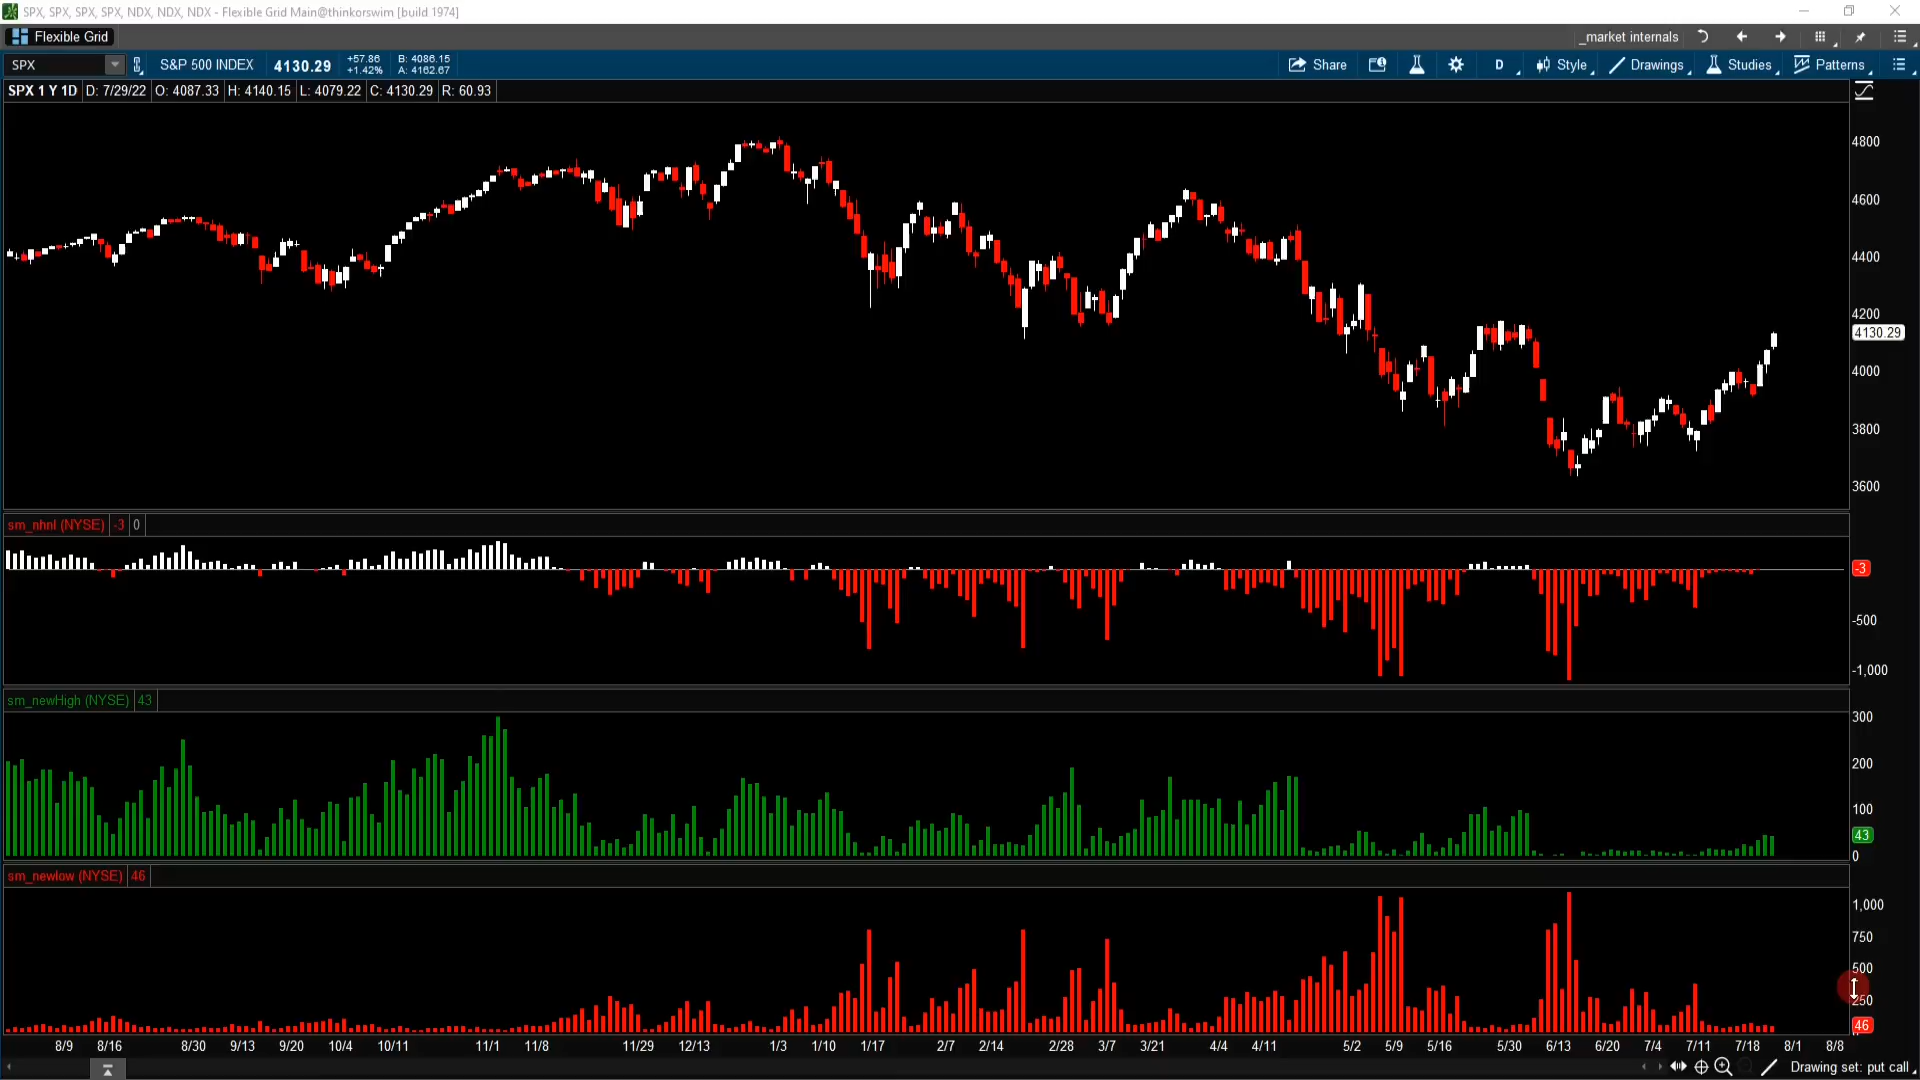 SPX, SPX, SPX, SPX, NDX, NDX, NDX - Flexible Grid Main@thinkorswim [build 1974]
Flexible Grid
_market internals
SPX
S&P 500 INDEX
4130.29
+57.86
+1.42%
B: 4086.15
A: 4162.67
Share
D
Style
Drawings
Studies
Patterns
SPX 1 Y 1D D: 7/29/22 O: 4087.33 H: 4140.15 L: 4079.22 C: 4130.29 R: 60.93
4800
4600
4400
4200
4130.29
4000
3800
3600
sm_nhnl (NYSE) -3 0
-3
-500
-1,000
sm_newHigh (NYSE) 43
300
200
100
43
0
sm_newlow (NYSE) 46
1,000
750
500
250
46
8/9 8/16 8/30 9/13 9/20 10/4 10/11 11/1 11/8 11/29 12/13 1/3 1/10 1/17 2/7 2/14 2/28 3/7 3/21 4/4 4/11 5/2 5/9 5/16 5/30 6/13 6/20 7/4 7/11 7/18 8/1 8/8
Drawing set: put call